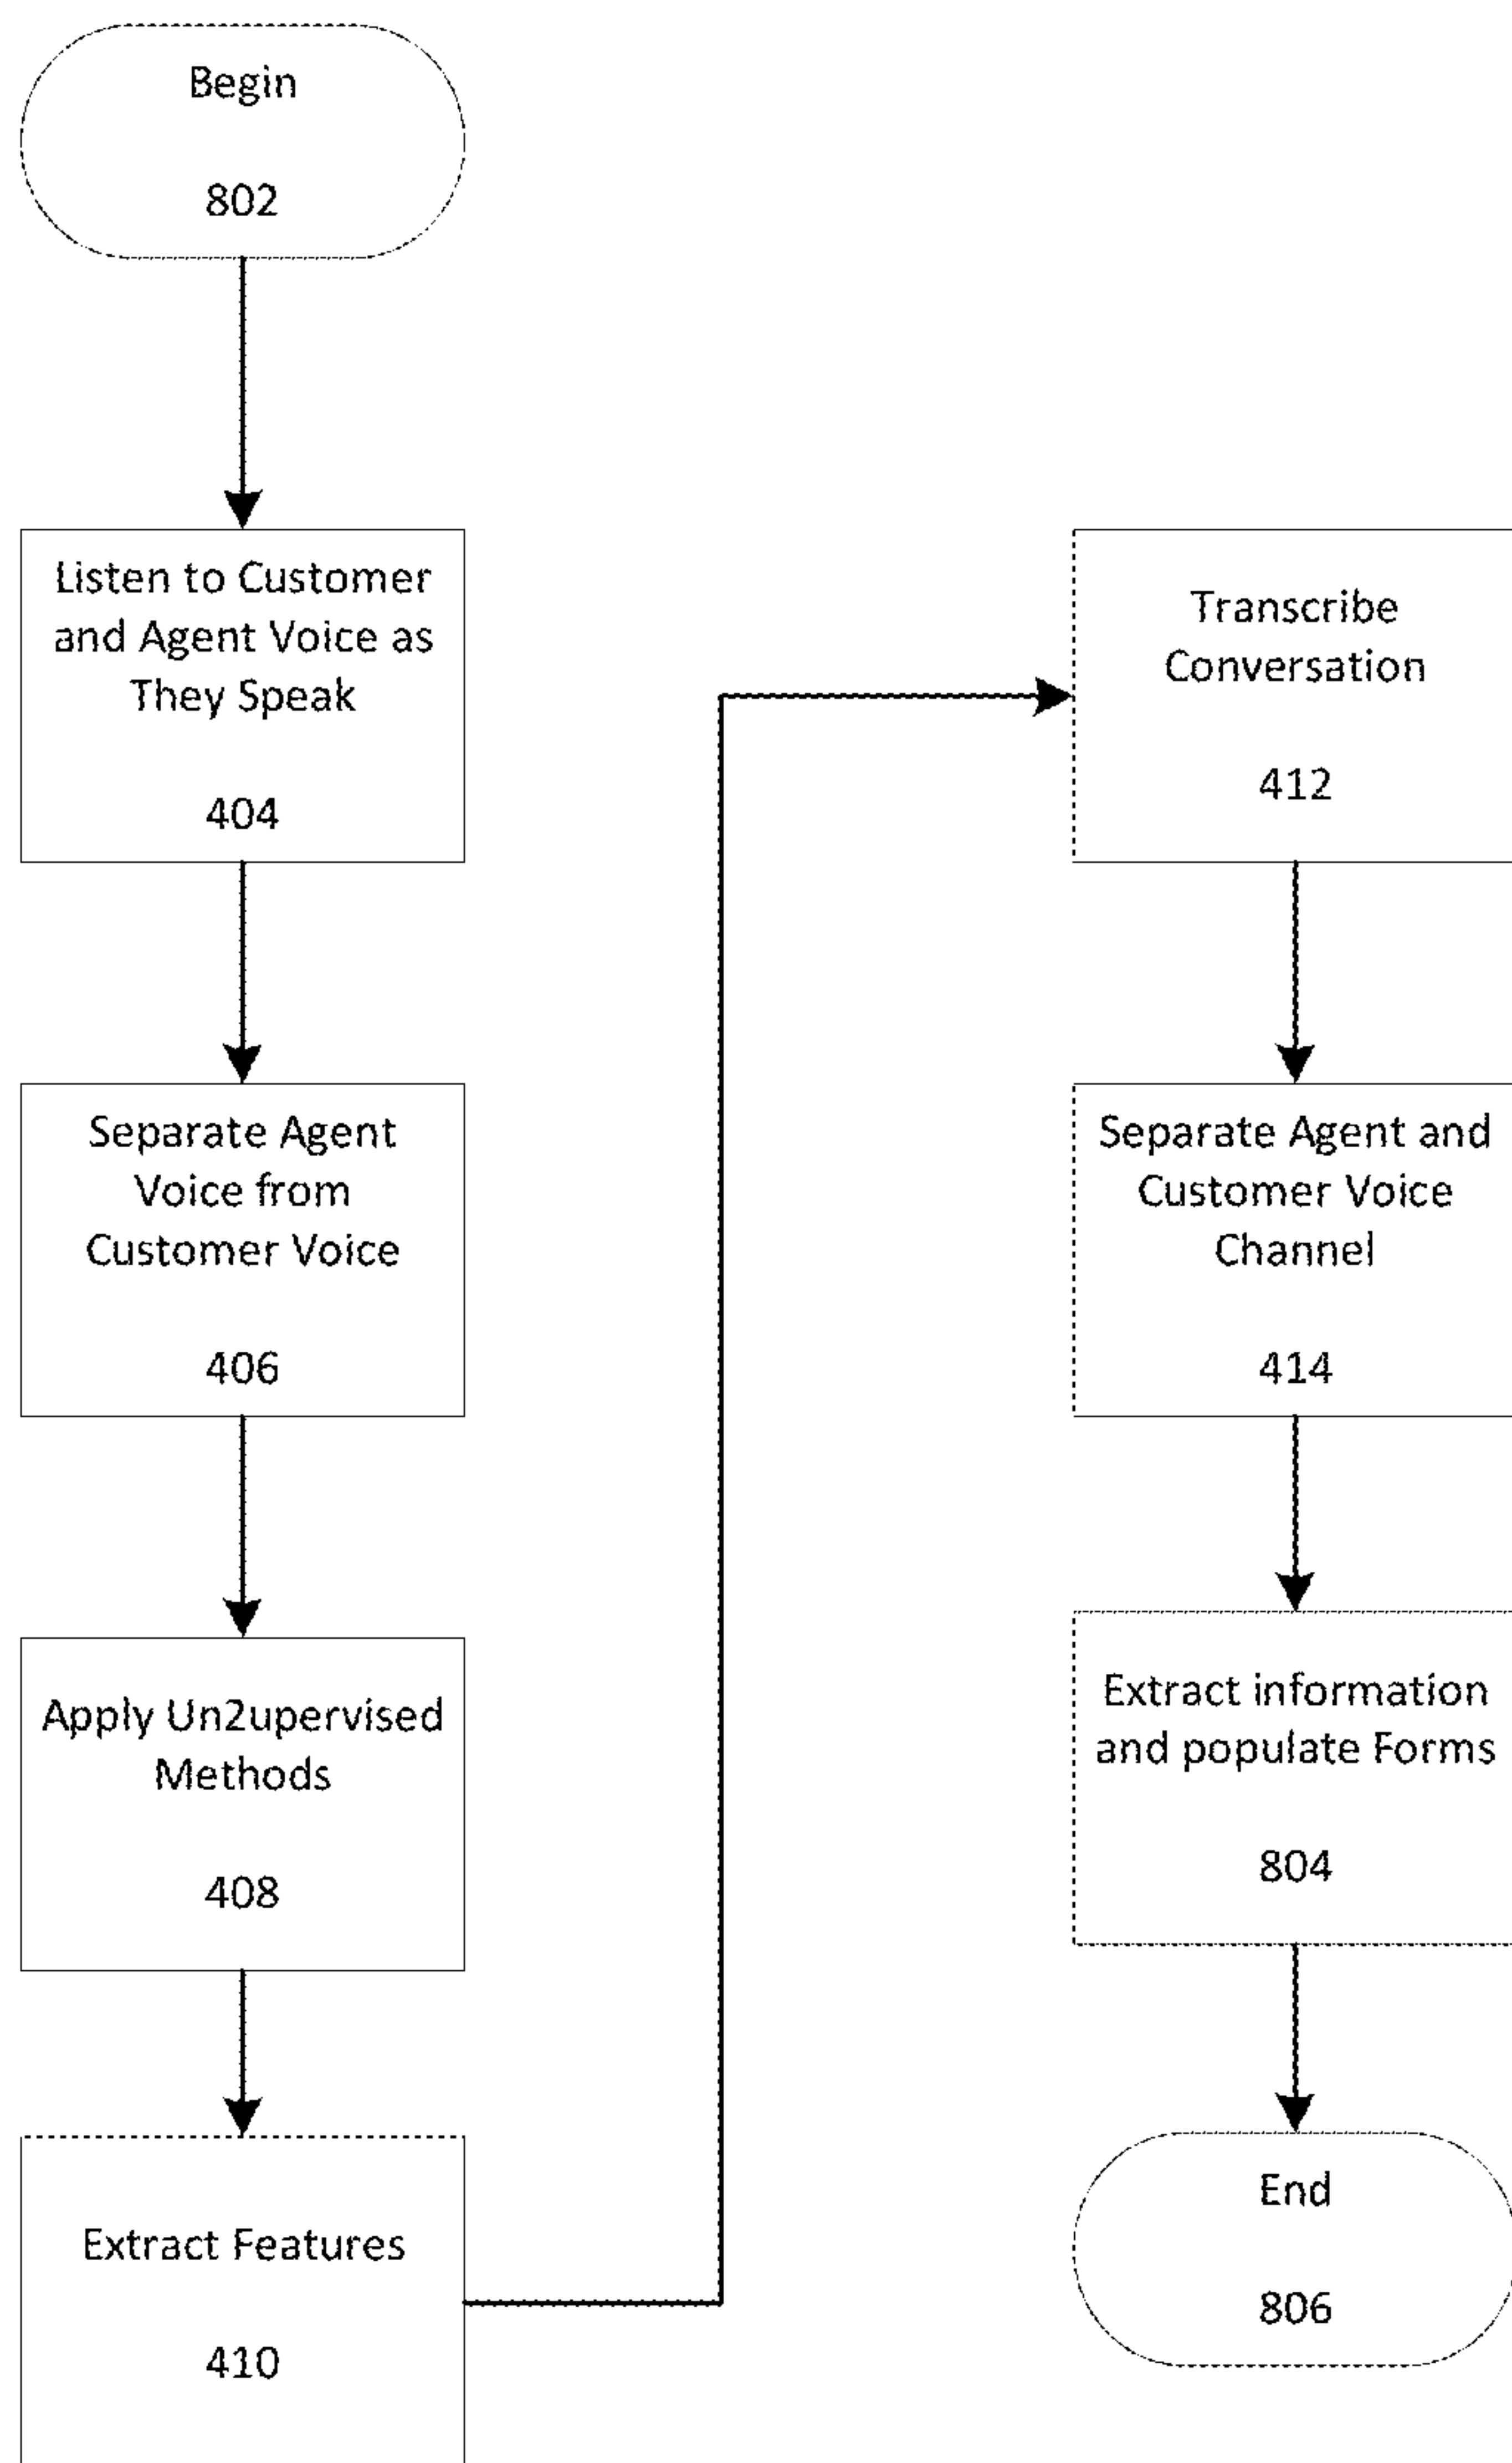 Begin
802
Listen to Customer
and Agent Voice as
They Speak
404
Separate Agent
Voice from
Customer Voice
406
Apply Un2upervised
Methods
408
Extract Features
410
Transcribe
Conversation
412
Separate Agent and
Customer Voice
Channel
414
Extract information
and populate Forms
804
End
806